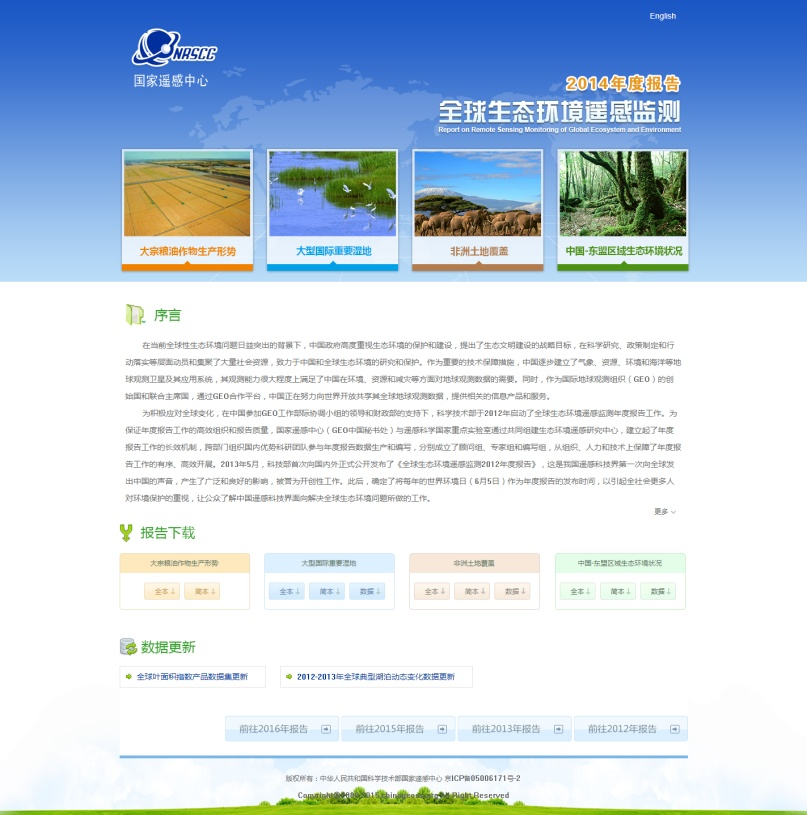 English
NRSCC
国家遥感中心
2014年度报告
全球生态环境遥感监测
Report on Remote Sensing Monitoring of Global Ecosystem and Environment
大宗粮油作物生产形势
大型国际重要湿地
非洲土地覆盖
中国-东盟区域生态环境状况
序言
在当前全球性生态环境问题日益突出的背景下，中国政府高度重视生态环境的保护和建设，提出了生态文明建设的战略目标，在科学研究、政策制定和行
动落实等层面动员和集聚了大量社会资源，致力于中国和全球生态环境的研究和保护。作为重要的技术保障措施，中国逐步建立了气象、资源、环境和海洋等地
球观测卫星及其应用系统，其观测能力很大程度上满足了中国在环境、资源和减灾等方面对地球观测数据的需要。同时，作为国际地球观测组织（GEO）的创
始国和联合主席国，通过GEO合作平台，中国正在努力向世界开放共享其全球地球观测数据，提供相关的信息产品和服务。
为积极应对全球变化，在中国参加GEO工作部际协调小组的领导和财政部的支持下，科学技术部于2012年启动了全球生态环境遥感监测年度报告工作。为
保证年度报告工作的高效组织和报告质量，国家遥感中心（GEO中国秘书处）与遥感科学国家重点实验室通过共同组建生态环境遥感研究中心，建立起了年度
报告工作的长效机制，跨部门组织国内优势科研团队参与年度报告数据生产和编写，分别成立了顾问组、专家组和编写组，从组织、人力和技术上保障了年度报
告工作的有序、高效开展。2013年5月，科技部首次向国内外正式公开发布了《全球生态环境遥感监测2012年度报告》，这是我国遥感科技界第一次向全球发
出中国的声音，产生了广泛和良好的影响，被誉为开创性工作。此后，确定了将每年的世界环境日（6月5日）作为年度报告的发布时间，以引起全社会更多人
对环境保护的重视，让公众了解中国遥感科技界面向解决全球生态环境问题所做的工作。
更多
报告下载
大宗粮油作物生产形势
大型国际重要湿地
非洲土地覆盖
中国-东盟区域生态环境状况
全本↓ 简本↓
全本↓ 简本↓ 数据↓
全本↓ 简本↓ 数据↓
全本↓ 简本↓ 数据↓
数据更新
全球叶面积指数产品数据集更新
2012-2013年全球典型湖泊动态变化数据更新
前往2016年报告
前往2015年报告
前往2013年报告
前往2012年报告
版权所有：中华人民共和国科学技术部国家遥感中心 京ICP备05006171号-2
All Right Reserved